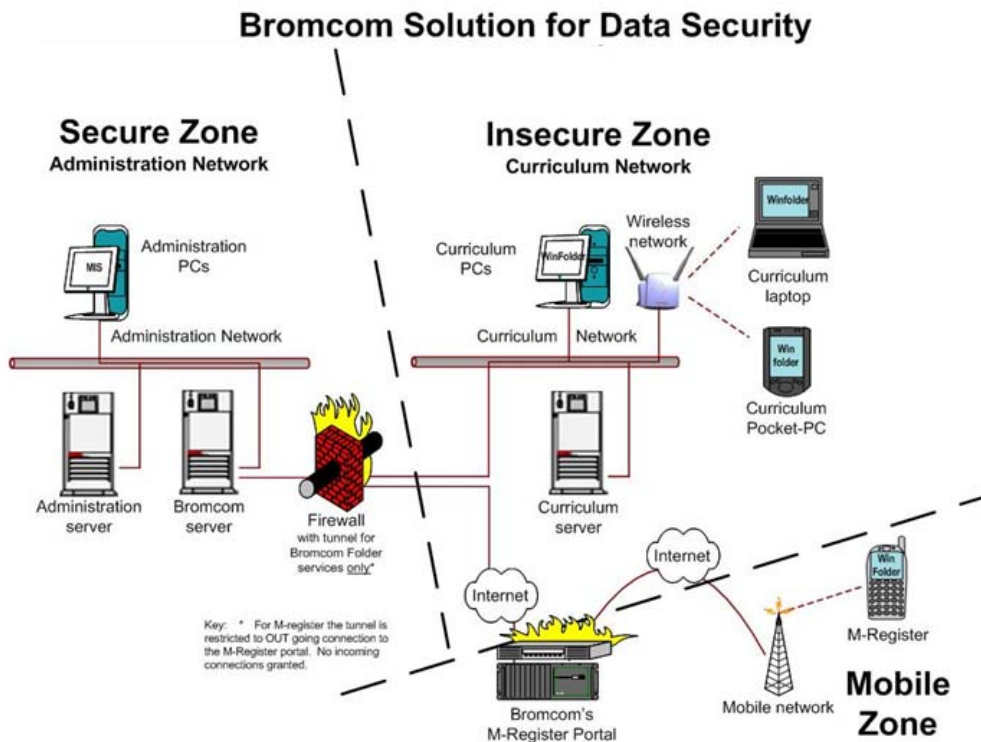 Bromcom Solution for Data Security
Secure Zone
Administration Network
Insecure Zone
Curriculum Network
MIS
Administration
PCs
Administration Network
Administration
server
Bromcom
server
Firewall
with tunnel for
Bromcom Folder
services only*
Key: * For M-register the tunnel is
restricted to OUT going connection to
the M-Register portal. No incoming
connections granted.
Curriculum
PCs
WinFolder
Wireless
network
Winfolder
Curriculum
laptop
Curriculum Network
Win
folder
Curriculum
Pocket-PC
Curriculum
server
Internet
Internet
Bromcom's
M-Register Portal
Win
Folder
M-Register
Mobile network
Mobile
Zone